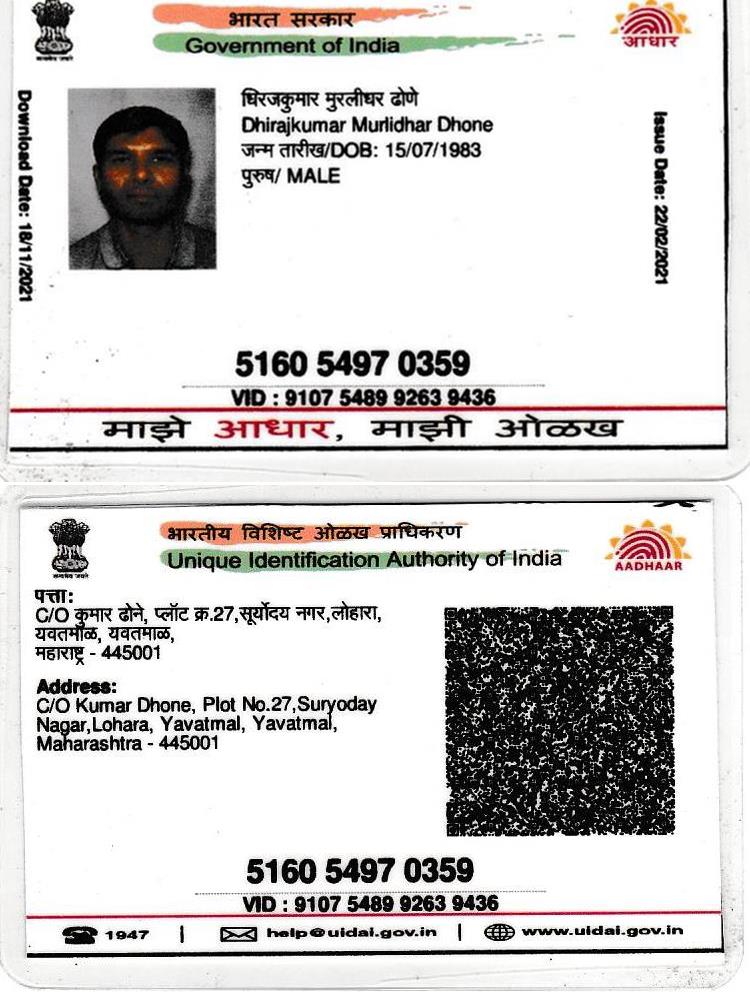 भारत सरकार
Government of India
आधार
सत्यमेव जयते
Download Date: 18/11/2021
धिरजकुमार मुरलीधर ढोणे
Dhirajkumar Murlidhar Dhone
जन्म तारीख/DOB: 15/07/1983
पुरुष/ MALE
Issue Date: 22/02/2021
5160 5497 0359
VID : 9107 5489 9263 9436
माझे आधार, माझी ओळख
भारतीय विशिष्ट ओळख प्राधिकरण
Unique Identification Authority of India
AADHAAR
सत्यमेव जयते
पत्ता:
C/O कुमार ढोने, प्लॉट क्र.27,सूर्योदय नगर,लोहारा,
यवतमाळ, यवतमाळ,
महाराष्ट्र - 445001
Address:
C/O Kumar Dhone, Plot No.27,Suryoday
Nagar,Lohara, Yavatmal, Yavatmal,
Maharashtra - 445001
5160 5497 0359
VID : 9107 5489 9263 9436
1947 | help@uidai.gov.in | www.uidai.gov.in